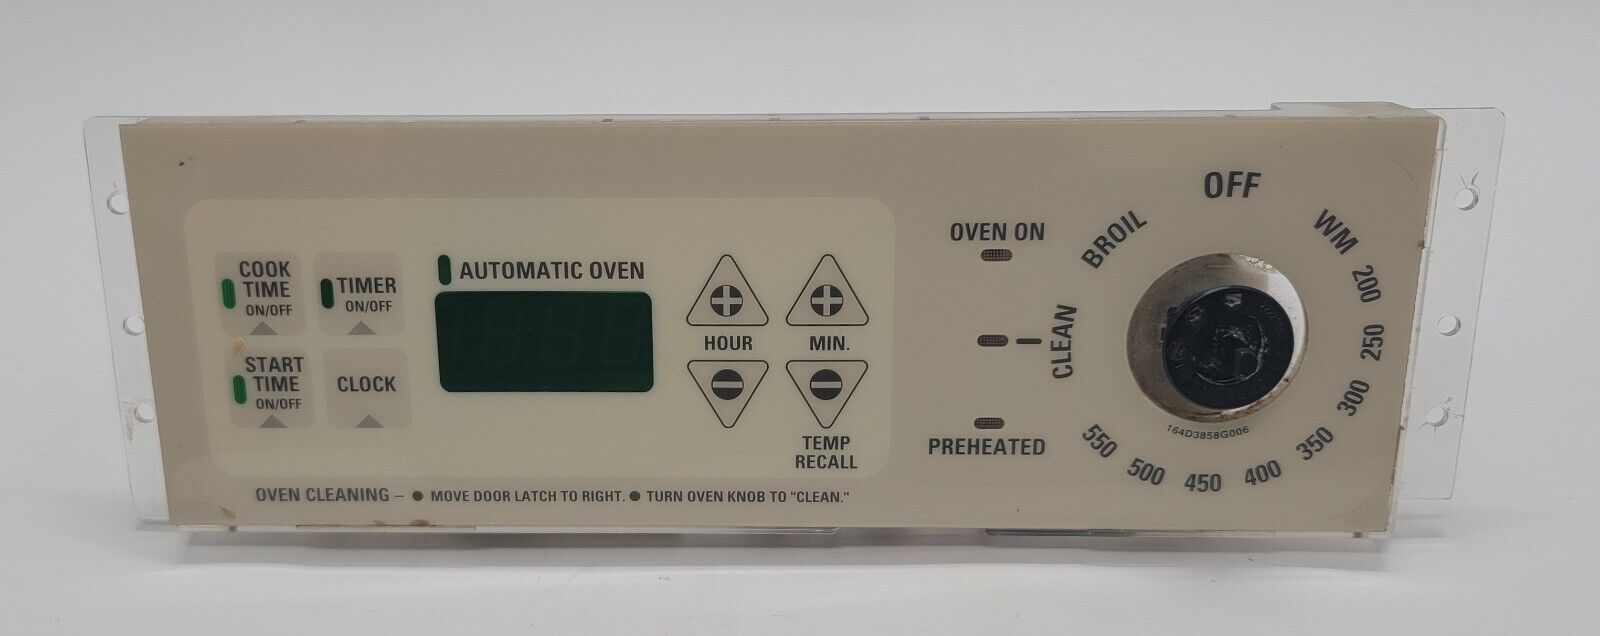 COOK
TIME
ON/OFF
TIMER
ON/OFF
START
TIME
ON/OFF
CLOCK
AUTOMATIC OVEN
HOUR
MIN.
TEMP
RECALL
OVEN CLEANING – ● MOVE DOOR LATCH TO RIGHT. ● TURN OVEN KNOB TO "CLEAN."
OVEN ON
CLEAN
PREHEATED
BROIL
OFF
WM
200
250
300
350
400
450
500
550
164D3858G006